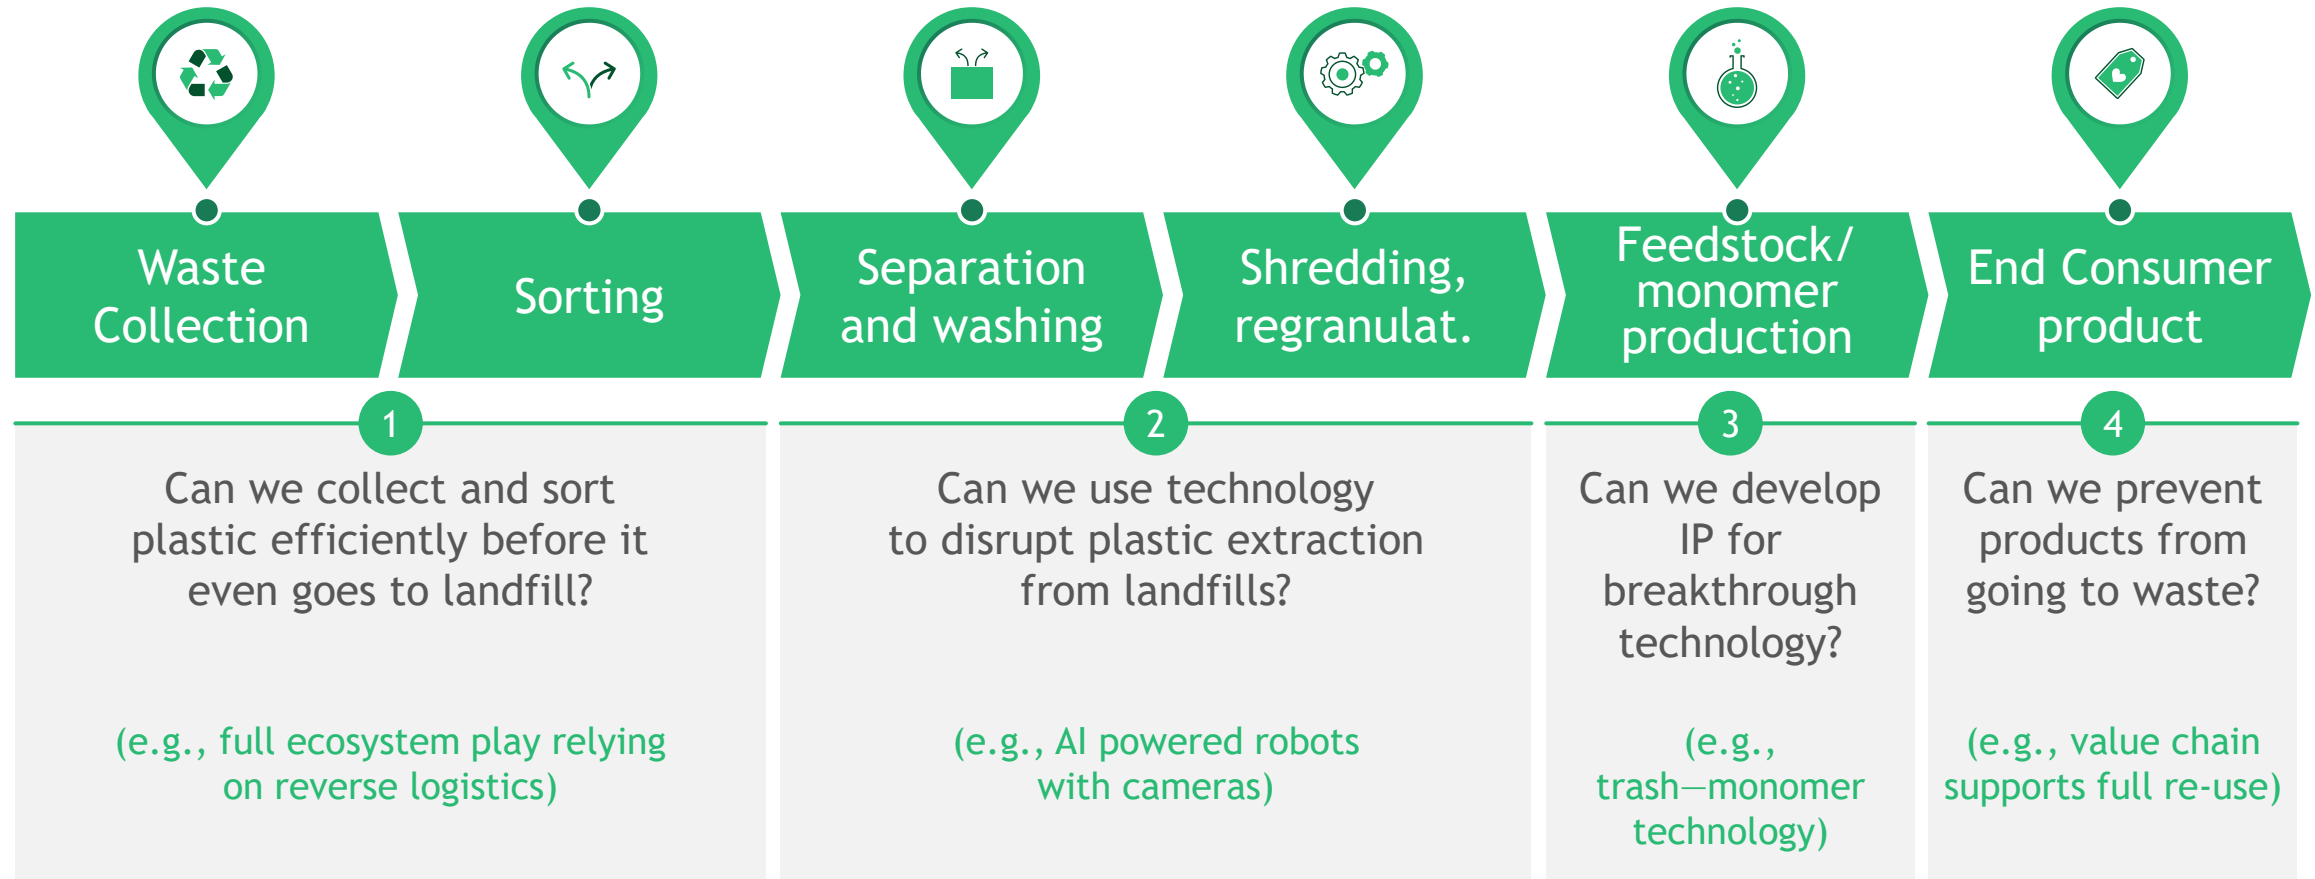 Waste
Collection
Sorting
Separation
and washing
Shredding,
regranulat.
Feedstock/
monomer
production
End Consumer
product
1
Can we collect and sort
plastic efficiently before it
even goes to landfill?
(e.g., full ecosystem play relying
on reverse logistics)
2
Can we use technology
to disrupt plastic extraction
from landfills?
(e.g., AI powered robots
with cameras)
3
Can we develop
IP for
breakthrough
technology?
(e.g.,
trash—monomer
technology)
4
Can we prevent
products from
going to waste?
(e.g., value chain
supports full re-use)